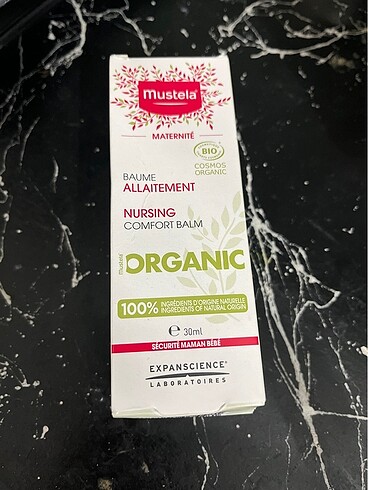 mustela
MATERNITÉ
BIO
COSMOS
ORGANIC
BAUME
ALLAITEMENT
NURSING
COMFORT BALM
Mustela
ORGANIC
100% INGRÉDIENTS D'ORIGINE NATURELLE
INGREDIENTS OF NATURAL ORIGIN
℮ 30ml
SÉCURITÉ MAMAN BÉBÉ
EXPANSCIENCE®
LABORATOIRES